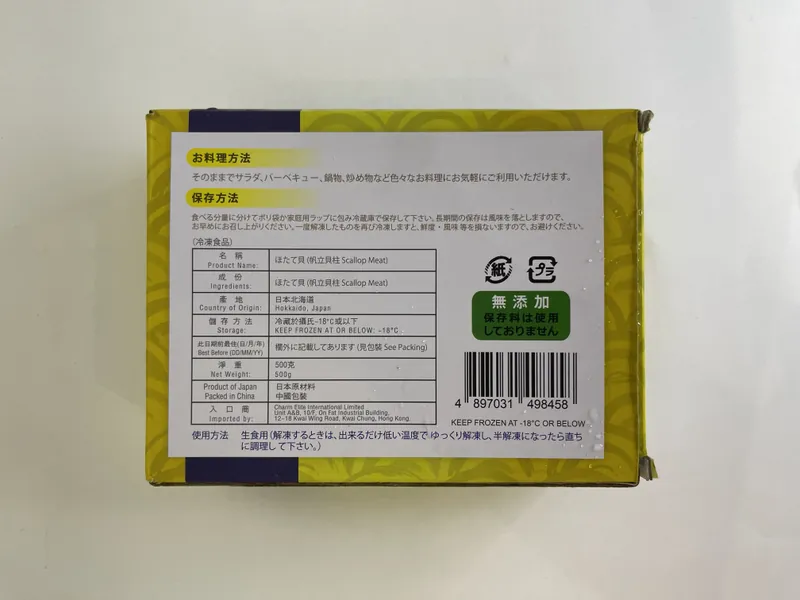 お料理方法
そのままでサラダ、バーベキュー、鍋物、炒め物など色々なお料理にお気軽にご利用いただけます。
保存方法
食べる分量に分けてポリ袋か家庭用ラップに包み冷蔵庫で保存して下さい。長期間の保存は風味を落としますので、
お早めにお召し上がりください。一度解凍したものを再び冷凍しますと、鮮度・風味 等を損ないますので、お避けください。
(冷凍食品)
名 稱
Product Name:
ほたて貝 (帆立貝柱 Scallop Meat)
成 份
Ingredients:
ほたて貝 (帆立貝柱 Scallop Meat)
產 地
Country of Origin:
日本北海道
Hokkaido, Japan
儲 存 方 法
Storage:
冷藏於攝氏-18°C或以下
KEEP FROZEN AT OR BELOW: -18°C
此日期前最佳(日/月/年)
Best Before (DD/MM/YY)
欄外に記載してあります (見包裝 See Packing)
淨 重
Net Weight:
500克
500g
Product of Japan
Packed in China
日本原材料
中國包裝
入 口 商
Imported by:
Charm Elite International Limited
Unit A&B, 10/F, On Fat Industrial Building,
12-18 Kwai Wing Road, Kwai Chung, Hong Kong.
使用方法 生食用 (解凍するときは、出来るだけ低い温度で ゆっくり解凍し、半解凍になったら直ち
に調理して下さい。)
紙 プラ
無添加
保存料は使用
しておりません
4 897031 498458
KEEP FROZEN AT -18°C OR BELOW